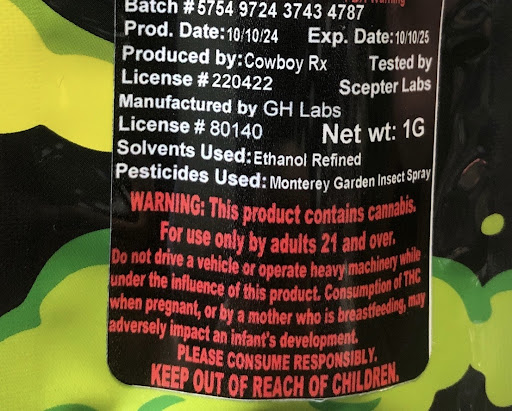 Batch # 5754 9724 3743 4787
Prod. Date: 10/10/24 Exp. Date: 10/10/25
Produced by: Cowboy Rx Tested by
License # 220422 Scepter Labs
Manufactured by GH Labs
License # 80140 Net wt: 1G
Solvents Used: Ethanol Refined
Pesticides Used: Monterey Garden Insect Spray
WARNING: This product contains cannabis.
For use only by adults 21 and over.
Do not drive a vehicle or operate heavy machinery while
under the influence of this product. Consumption of THC
when pregnant, or by a mother who is breastfeeding, may
adversely impact an infant's development.
PLEASE CONSUME RESPONSIBLY.
KEEP OUT OF REACH OF CHILDREN.